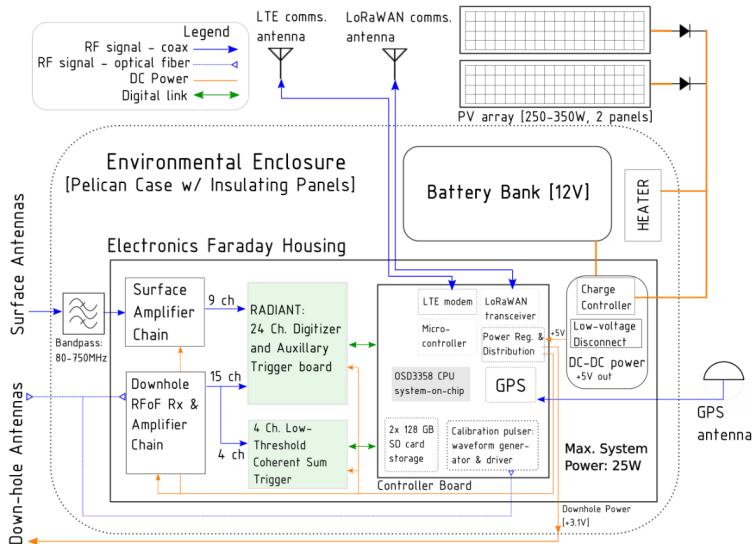 Legend
RF signal - coax
RF signal - optical fiber
DC Power
Digital link
LTE comms.
antenna
LoRaWAN comms.
antenna
PV array [250-350W, 2 panels]
Environmental Enclosure
[Pelican Case w/ Insulating Panels]
Battery Bank [12V]
HEATER
Electronics Faraday Housing
Surface Antennas
Bandpass:
80-750MHz
Surface
Amplifier
Chain
9 ch
RADIANT:
24 Ch. Digitizer
and Auxillary
Trigger board
LTE modem
LoRaWAN
transceiver
Micro-
controller
Power Reg. &
Distribution
+5V
Charge
Controller
Low-voltage
Disconnect
DC-DC power
+5V out
OSD3358 CPU
system-on-chip
GPS
GPS
antenna
Down-hole Antennas
Downhole
RFoF Rx &
Amplifier
Chain
15 ch
4 ch
4 Ch. Low-
Threshold
Coherent Sum
Trigger
2x 128 GB
SD card
storage
Calibration pulser:
waveform gener-
ator & driver
Controller Board
Max. System
Power: 25W
Downhole Power
[+3.1V]